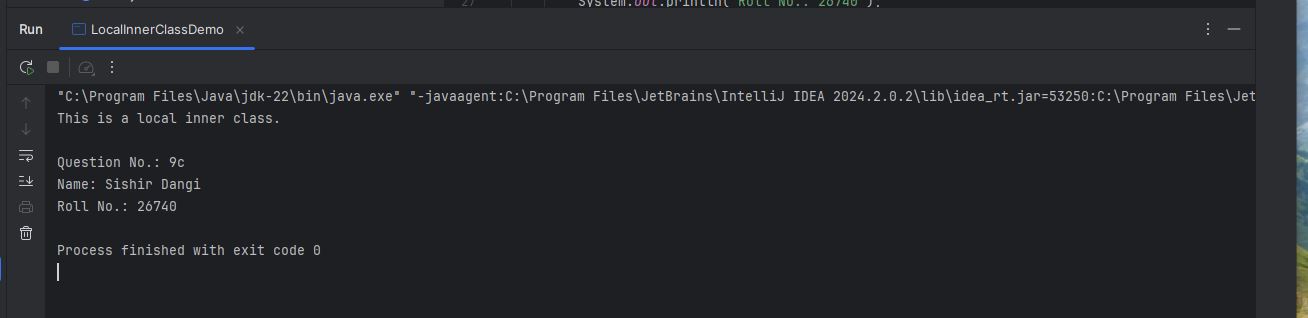 27 System.out.println("Roll No.: 26740");
Run LocalInnerClassDemo
"C:\Program Files\Java\jdk-22\bin\java.exe" "-javaagent:C:\Program Files\JetBrains\IntelliJ IDEA 2024.2.0.2\lib\idea_rt.jar=53250:C:\Program Files\Jet
This is a local inner class.
Question No.: 9c
Name: Sishir Dangi
Roll No.: 26740
Process finished with exit code 0